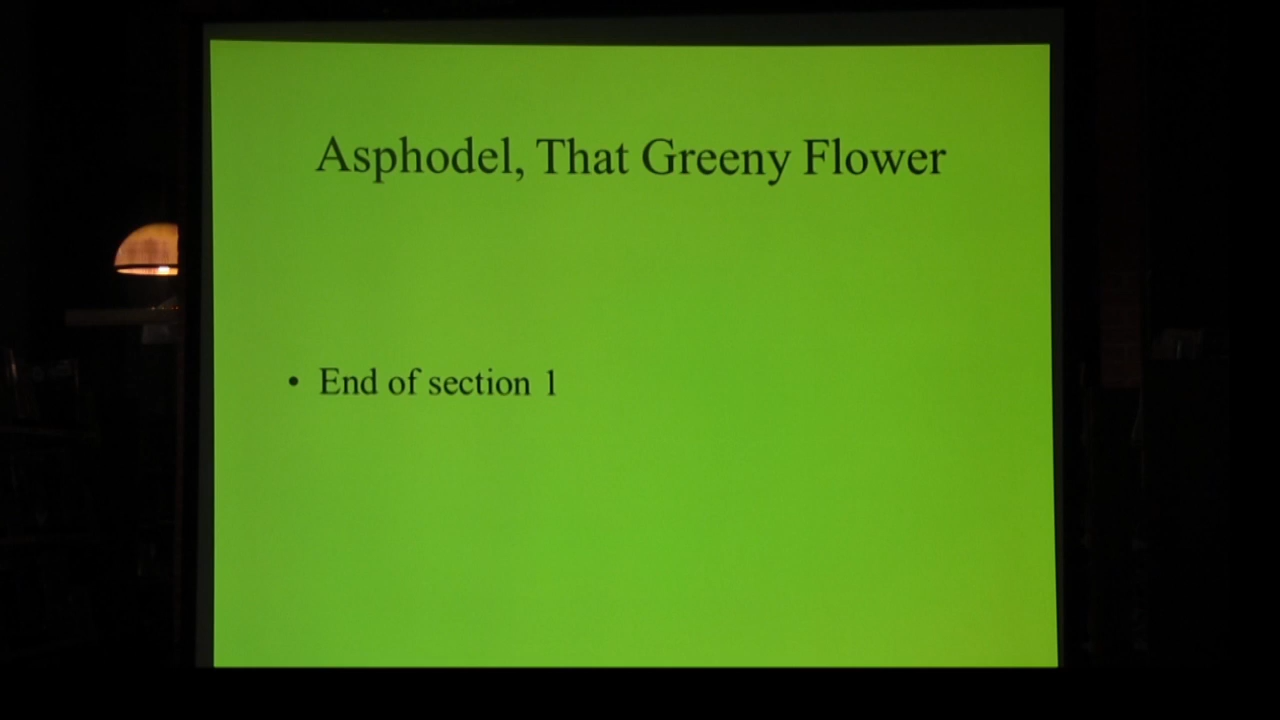 Asphodel, That Greeny Flower
• End of section 1